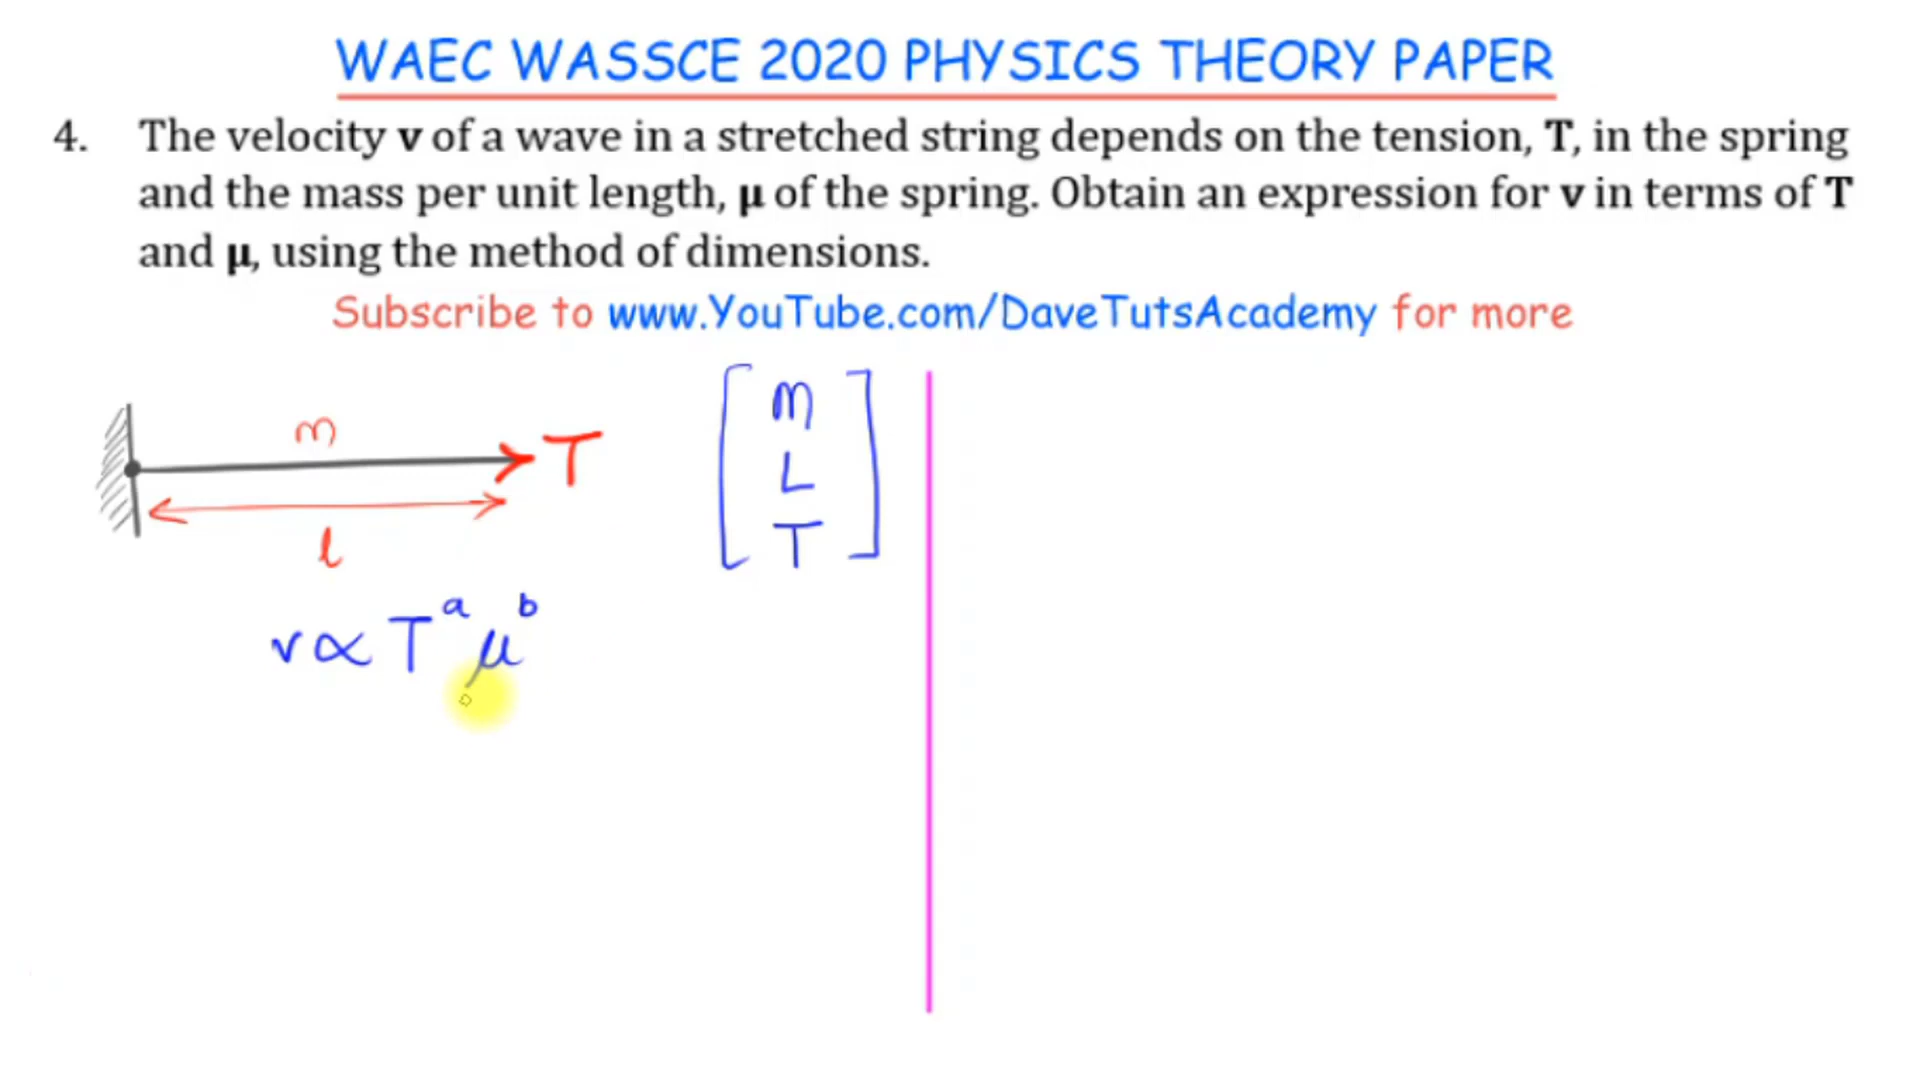 WAEC WASSCE 2020 PHYSICS THEORY PAPER
4. The velocity v of a wave in a stretched string depends on the tension, T, in the spring
and the mass per unit length, μ of the spring. Obtain an expression for v in terms of T
and μ, using the method of dimensions.
Subscribe to www.YouTube.com/DaveTutsAcademy for more
m
T
l
M
L
T
v ∝ T^a μ^b